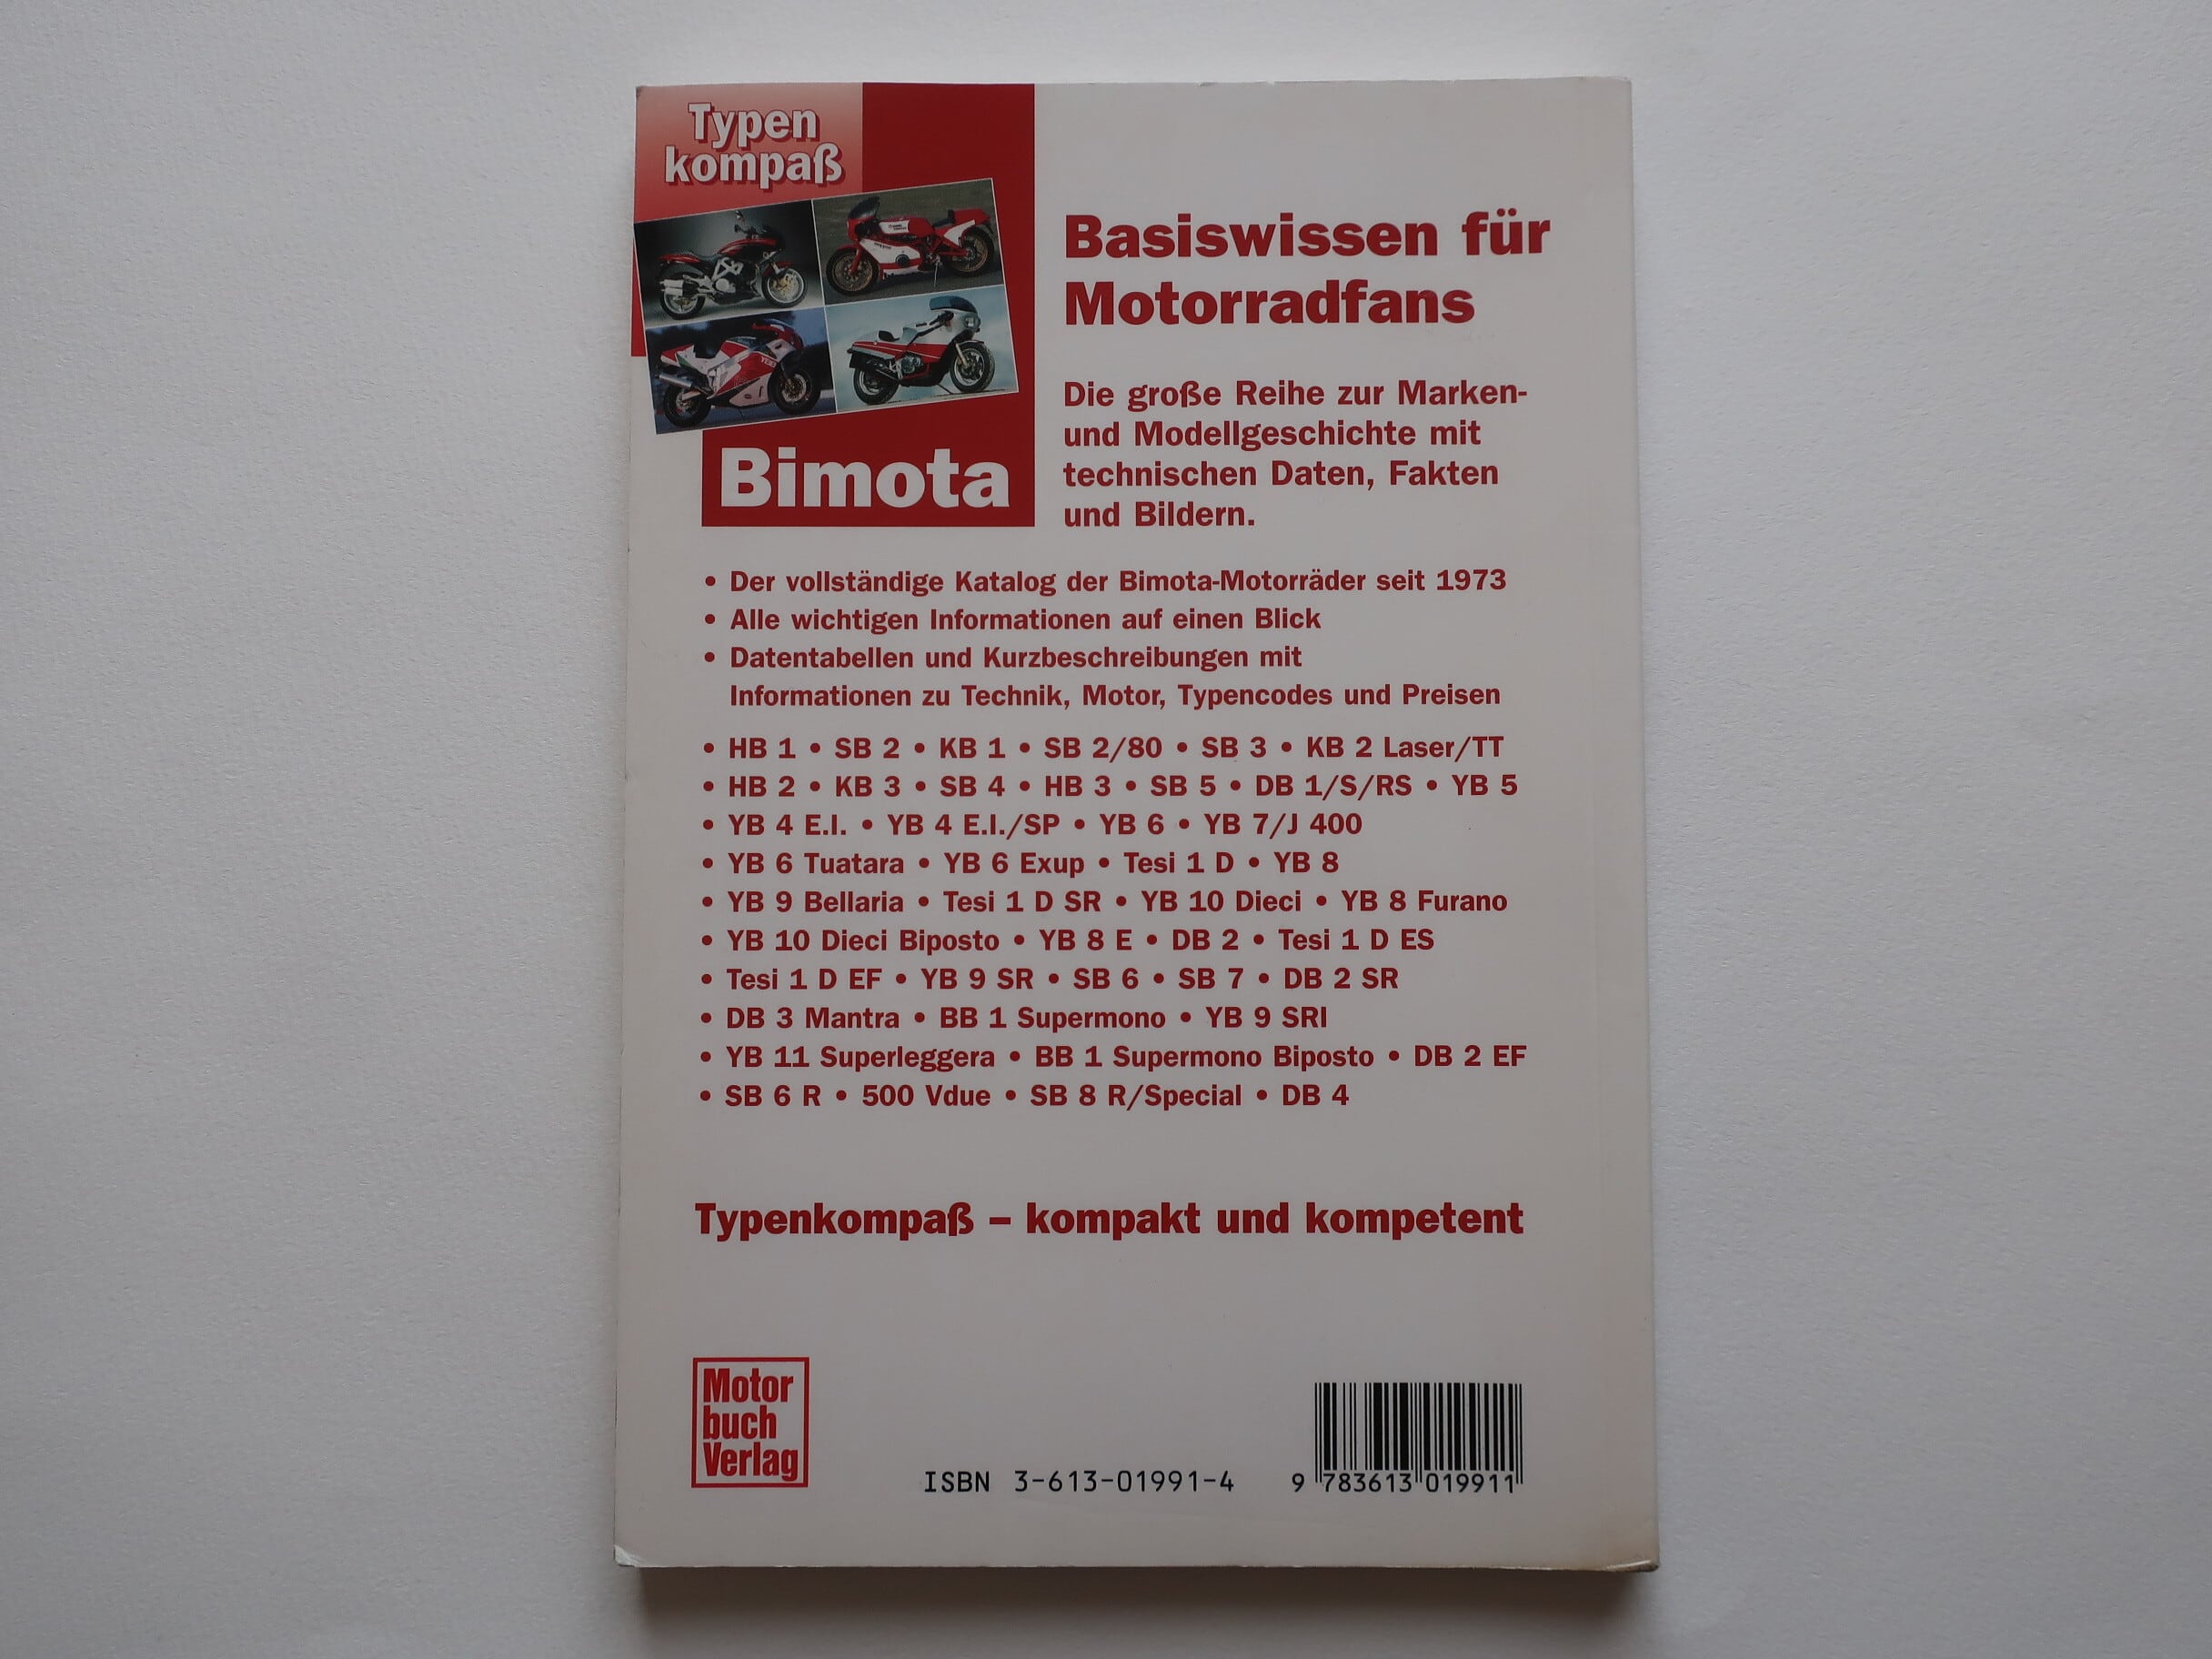 Typen
kompaß
Bimota
Basiswissen für
Motorradfans
Die große Reihe zur Marken-
und Modellgeschichte mit
technischen Daten, Fakten
und Bildern.
• Der vollständige Katalog der Bimota-Motorräder seit 1973
• Alle wichtigen Informationen auf einen Blick
• Datentabellen und Kurzbeschreibungen mit
Informationen zu Technik, Motor, Typencodes und Preisen
• HB 1 • SB 2 • KB 1 • SB 2/80 • SB 3 • KB 2 Laser/TT
• HB 2 • KB 3 • SB 4 • HB 3 • SB 5 • DB 1/S/RS • YB 5
• YB 4 E.I. • YB 4 E.I./SP • YB 6 • YB 7/J 400
• YB 6 Tuatara • YB 6 Exup • Tesi 1 D • YB 8
• YB 9 Bellaria • Tesi 1 D SR • YB 10 Dieci • YB 8 Furano
• YB 10 Dieci Biposto • YB 8 E • DB 2 • Tesi 1 D ES
• Tesi 1 D EF • YB 9 SR • SB 6 • SB 7 • DB 2 SR
• DB 3 Mantra • BB 1 Supermono • YB 9 SRI
• YB 11 Superleggera • BB 1 Supermono Biposto • DB 2 EF
• SB 6 R • 500 Vdue • SB 8 R/Special • DB 4
Typenkompaß – kompakt und kompetent
Motor
buch
Verlag
ISBN 3-613-01991-4
9 783613 019911